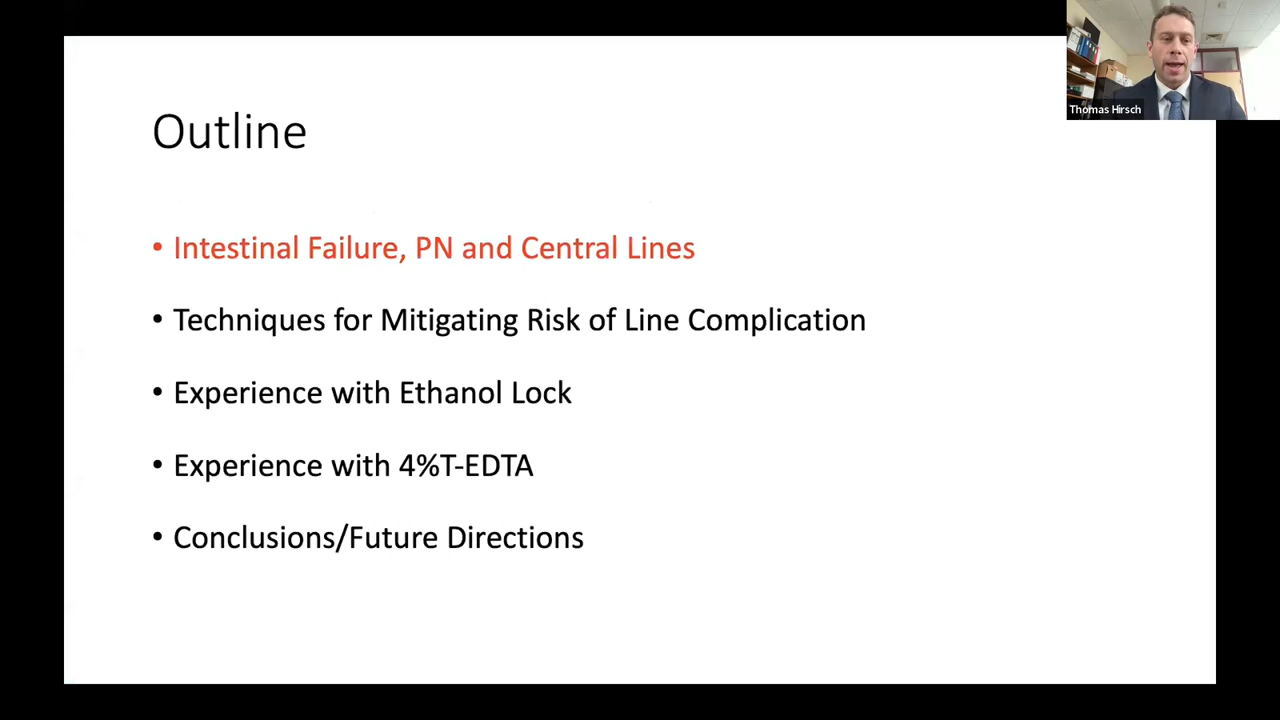 Outline
• Intestinal Failure, PN and Central Lines
• Techniques for Mitigating Risk of Line Complication
• Experience with Ethanol Lock
• Experience with 4%T-EDTA
• Conclusions/Future Directions
Thomas Hirsch